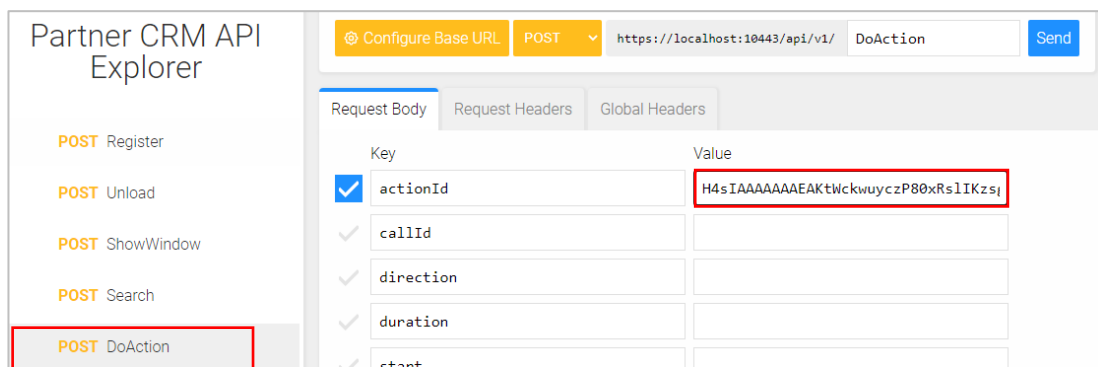 Partner CRM API
Explorer
POST Register
POST Unload
POST ShowWindow
POST Search
POST DoAction
Configure Base URL POST https://localhost:10443/api/v1/ DoAction Send
Request Body Request Headers Global Headers
Key Value
actionId H4sIAAAAAAAEAKtWckwuyczP80xRslIKzs
callId
direction
duration
start